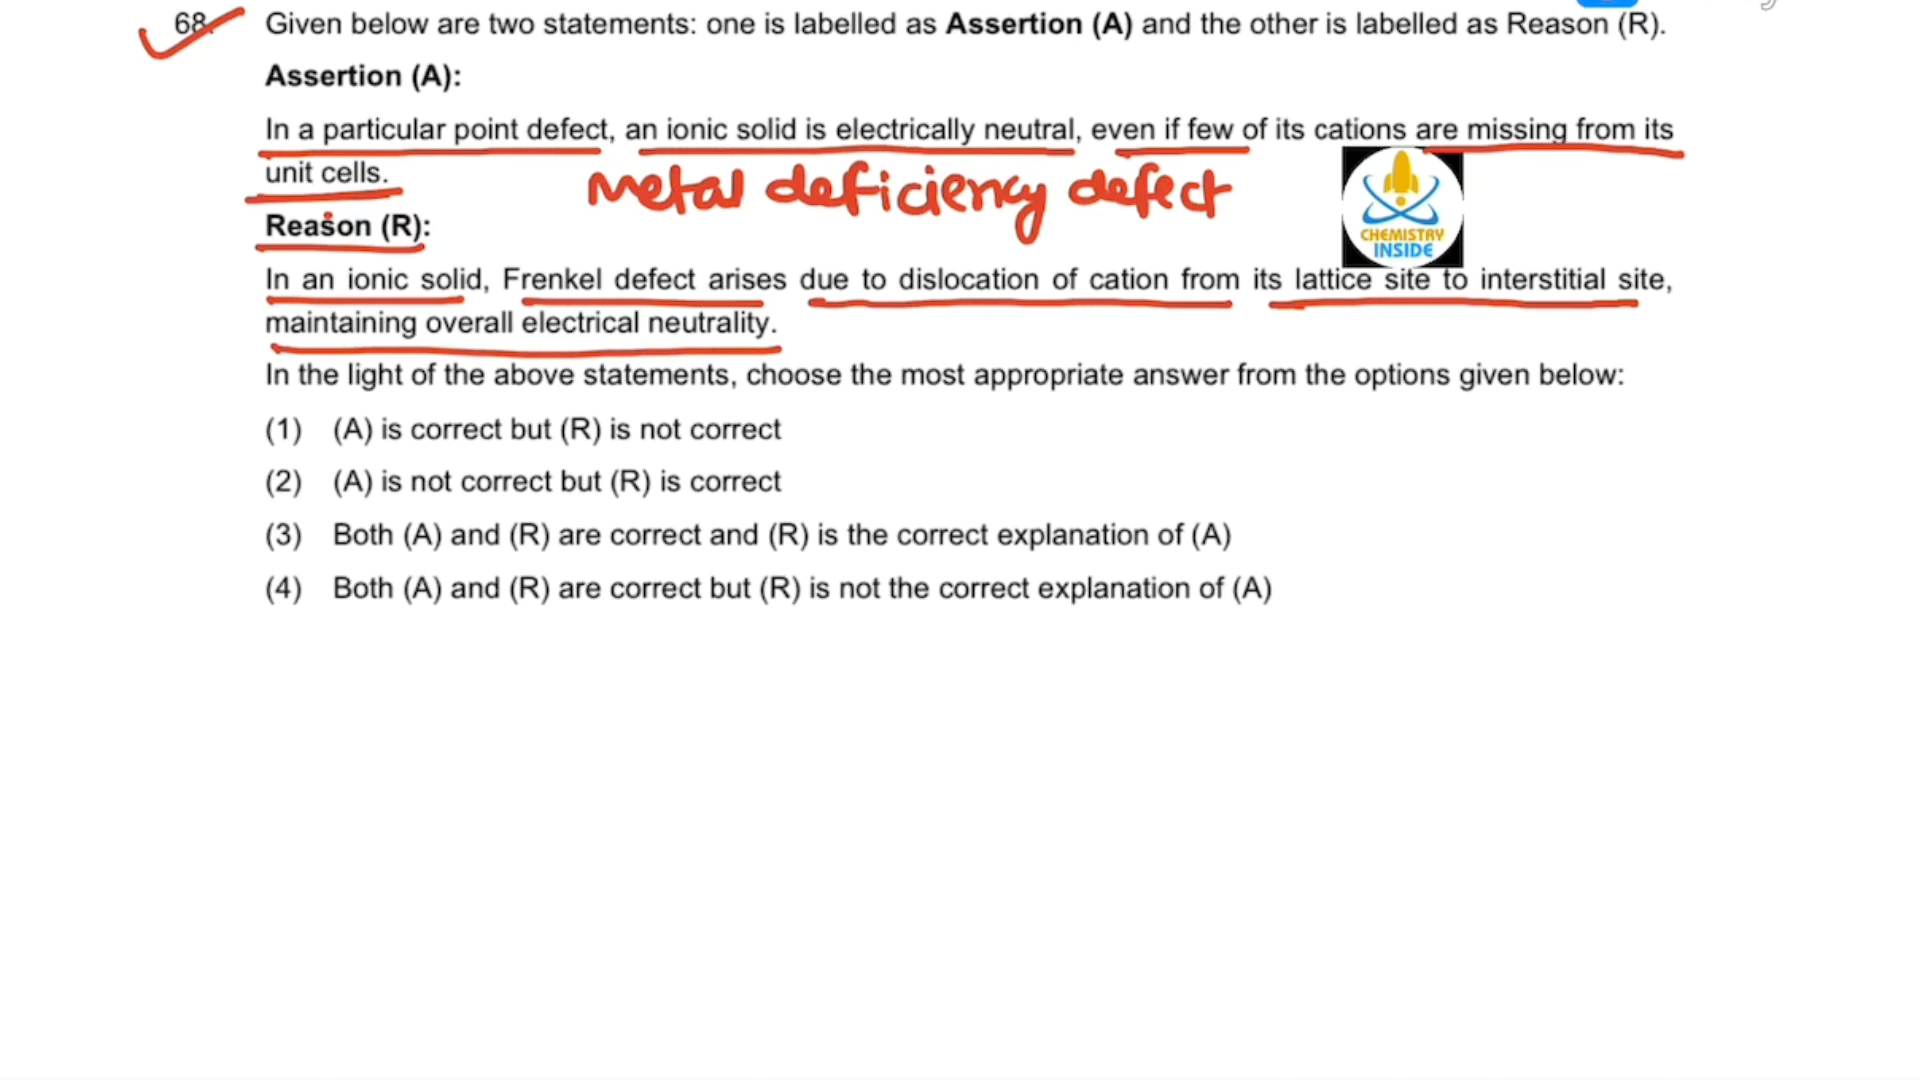 68. Given below are two statements: one is labelled as Assertion (A) and the other is labelled as Reason (R).
Assertion (A):
In a particular point defect, an ionic solid is electrically neutral, even if few of its cations are missing from its
unit cells.
Metal deficiency defect
CHEMISTRY
INSIDE
Reason (R):
In an ionic solid, Frenkel defect arises due to dislocation of cation from its lattice site to interstitial site,
maintaining overall electrical neutrality.
In the light of the above statements, choose the most appropriate answer from the options given below:
(1) (A) is correct but (R) is not correct
(2) (A) is not correct but (R) is correct
(3) Both (A) and (R) are correct and (R) is the correct explanation of (A)
(4) Both (A) and (R) are correct but (R) is not the correct explanation of (A)